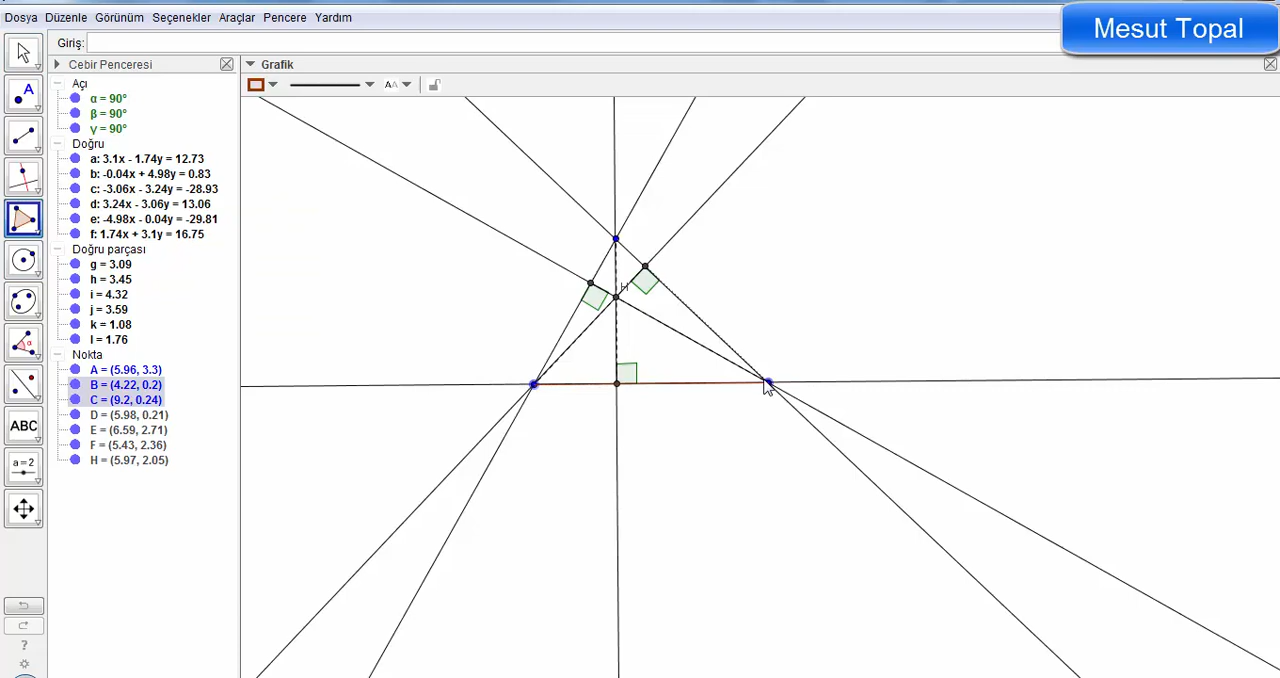 Dosya Düzenle Görünüm Seçenekler Araçlar Pencere Yardım
Mesut Topal
Giriş:
Cebir Penceresi
Grafik
Açı
α = 90°
β = 90°
γ = 90°
Doğru
a: 3.1x - 1.74y = 12.73
b: -0.04x + 4.98y = 0.83
c: -3.06x - 3.24y = -28.93
d: 3.24x - 3.06y = 13.06
e: -4.98x - 0.04y = -29.81
f: 1.74x + 3.1y = 16.75
Doğru parçası
g = 3.09
h = 3.45
i = 4.32
j = 3.59
k = 1.08
l = 1.76
Nokta
A = (5.96, 3.3)
B = (4.22, 0.2)
C = (9.2, 0.24)
D = (5.98, 0.21)
E = (6.59, 2.71)
F = (5.43, 2.36)
H = (5.97, 2.05)
A
α
ABC
a=2
?
AA
H